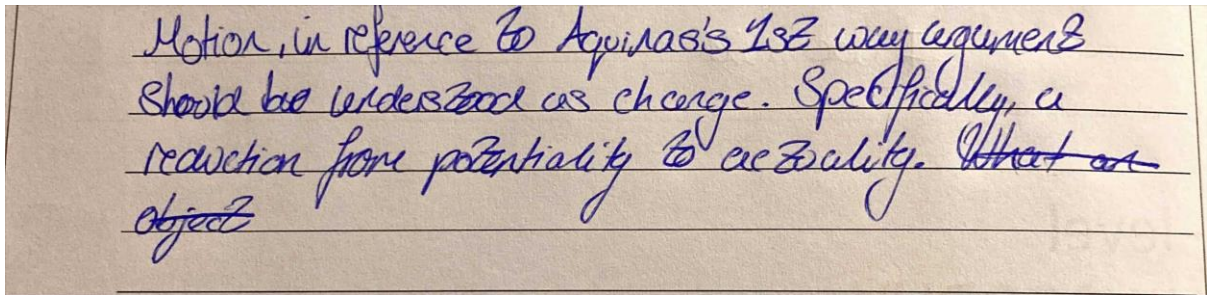 Motion, in reference to Aquinas's 1st way argument
should be understood as change. Specifically, a
reduction from potentiality to actuality. What an
object